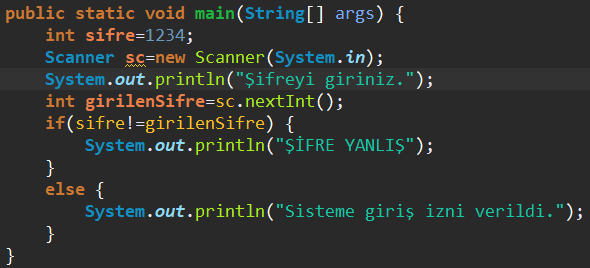 public static void main(String[] args) {
int sifre=1234;
Scanner sc=new Scanner(System.in);
System.out.println("Şifreyi giriniz.");
int girilenSifre=sc.nextInt();
if(sifre!=girilenSifre) {
System.out.println("ŞİFRE YANLIŞ");
}
else {
System.out.println("Sisteme giriş izni verildi.");
}
}